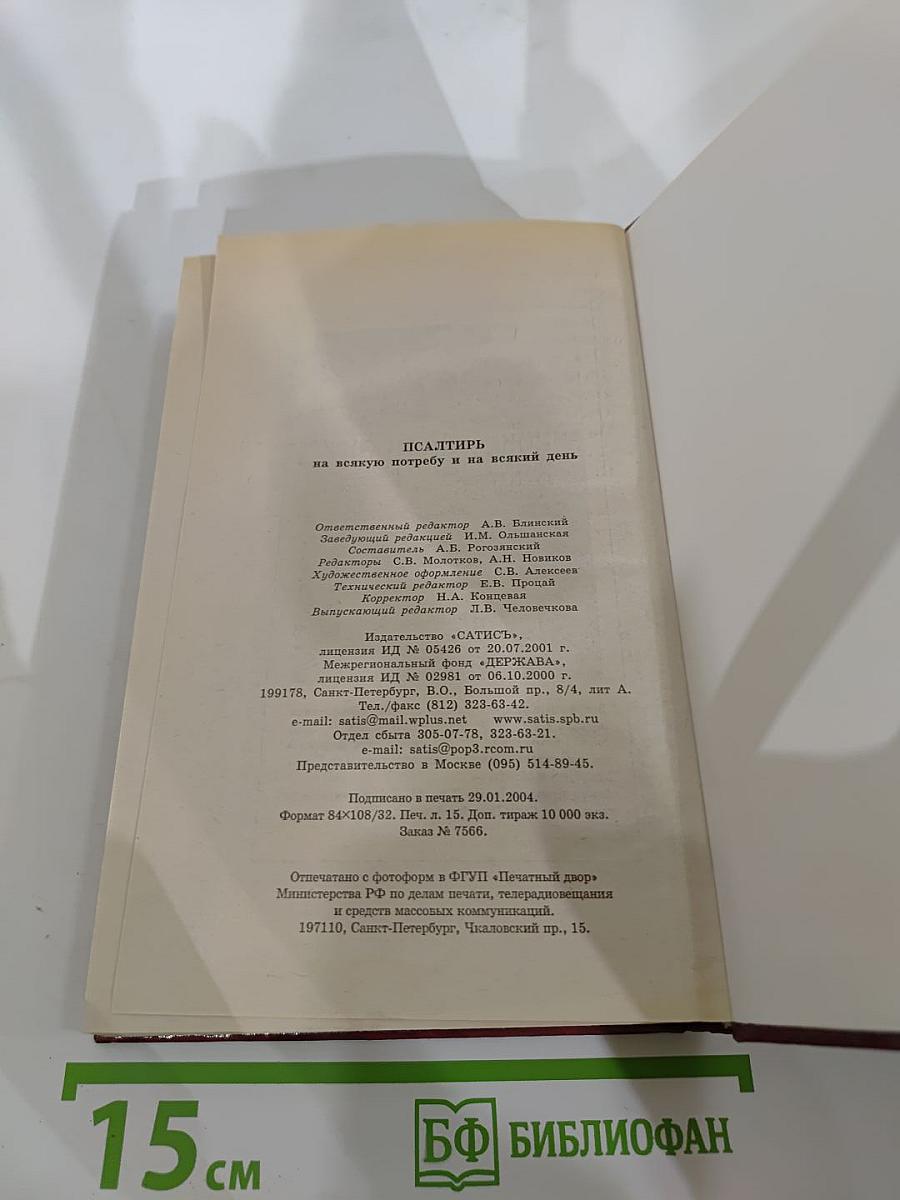 ПСАЛТИРЬ
на всякую потребу и на всякий день
Ответственный редактор А.В. Блинский
Заведующий редакцией И.М. Ольшанская
Составитель А.Б. Рогозянский
Редакторы С.В. Молотков, А.Н. Новиков
Художественное оформление С.В. Алексеев
Технический редактор Е.В. Процай
Корректор Н.А. Концевая
Выпускающий редактор Л.В. Человечкова
Издательство «САТИСЪ»,
лицензия ИД № 05426 от 20.07.2001 г.
Межрегиональный фонд «ДЕРЖАВА»,
лицензия ИД № 02981 от 06.10.2000 г.
199178, Санкт-Петербург, В.О., Большой пр., 8/4, лит А.
Тел./факс (812) 323-63-42.
e-mail: satis@mail.wplus.net www.satis.spb.ru
Отдел сбыта 305-07-78, 323-63-21.
e-mail: satis@pop3.rcom.ru
Представительство в Москве (095) 514-89-45.
Подписано в печать 29.01.2004.
Формат 84×108/32. Печ. л. 15. Доп. тираж 10 000 экз.
Заказ № 7566.
Отпечатано с фотоформ в ФГУП «Печатный двор»
Министерства РФ по делам печати, телерадиовещания
и средств массовых коммуникаций.
197110, Санкт-Петербург, Чкаловский пр., 15.
15 см
БФ БИБЛИОФАН